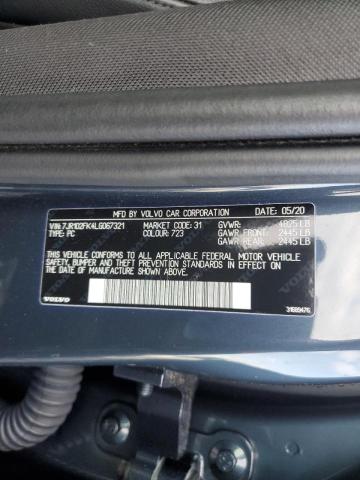 MFD BY VOLVO CAR CORPORATION DATE: 05/20
VIN: 7JR102FK4LG067321 MARKET CODE: 31 GVWR: 4825 LB
TYPE: PC COLOUR: 723 GAWR FRONT: 2445 LB
GAWR REAR: 2445 LB
THIS VEHICLE CONFORMS TO ALL APPLICABLE FEDERAL MOTOR VEHICLE
SAFETY, BUMPER AND THEFT PREVENTION STANDARDS IN EFFECT ON THE
DATE OF MANUFACTURE SHOWN ABOVE.
VOLVO
31689476